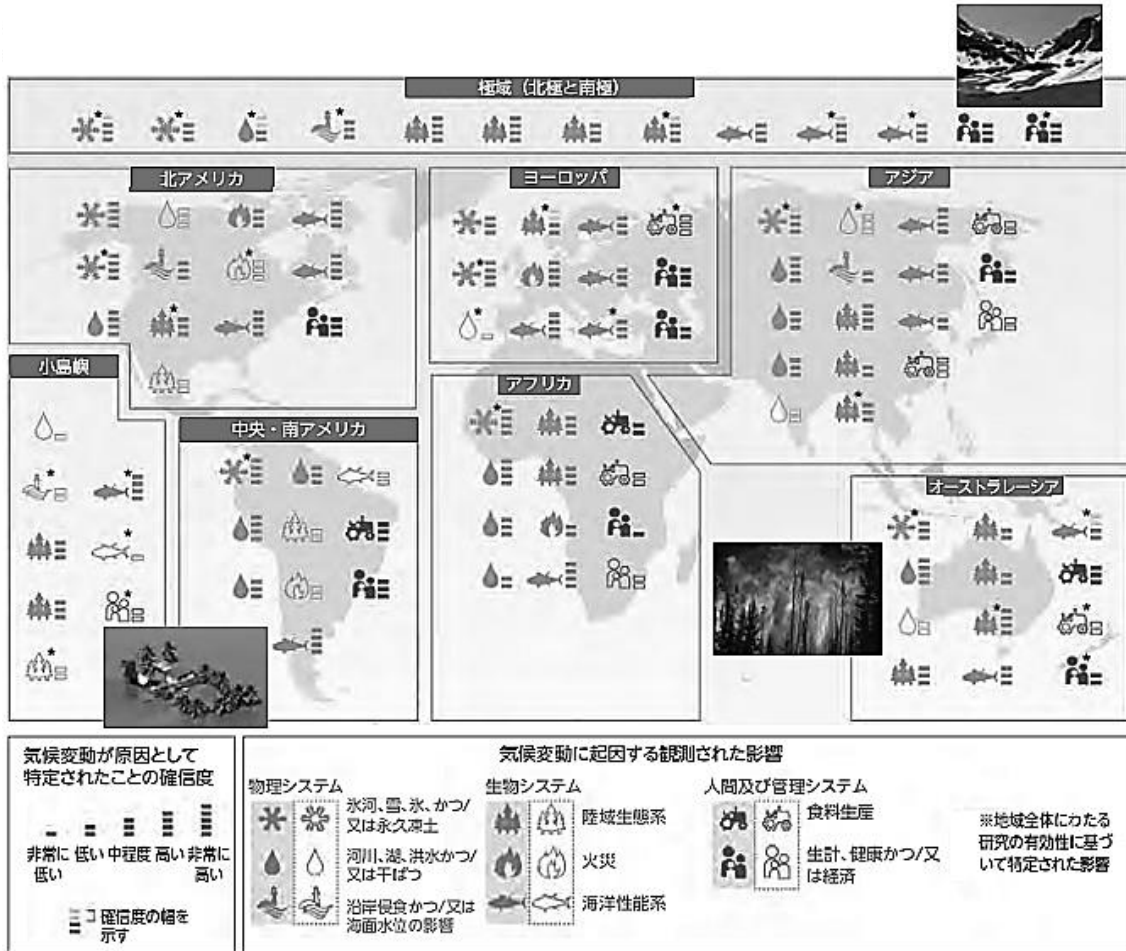 極域（北極と南極）
北アメリカ
ヨーロッパ
アジア
小島嶼
中央・南アメリカ
アフリカ
オーストラレーシア
気候変動が原因として
特定されたことの確信度
非常に低い
低い
中程度
高い
非常に高い
確信度の幅を
示す
気候変動に起因する観測された影響
物理システム
氷河、雪、氷、かつ/
又は永久凍土
河川、湖、洪水かつ/
又は干ばつ
沿岸侵食かつ/又は
海面水位の影響
生物システム
陸域生態系
火災
海洋性能系
人間及び管理システム
食料生産
生計、健康かつ/又
は経済
※地域全体にわたる
研究の有効性に基づ
いて特定された影響